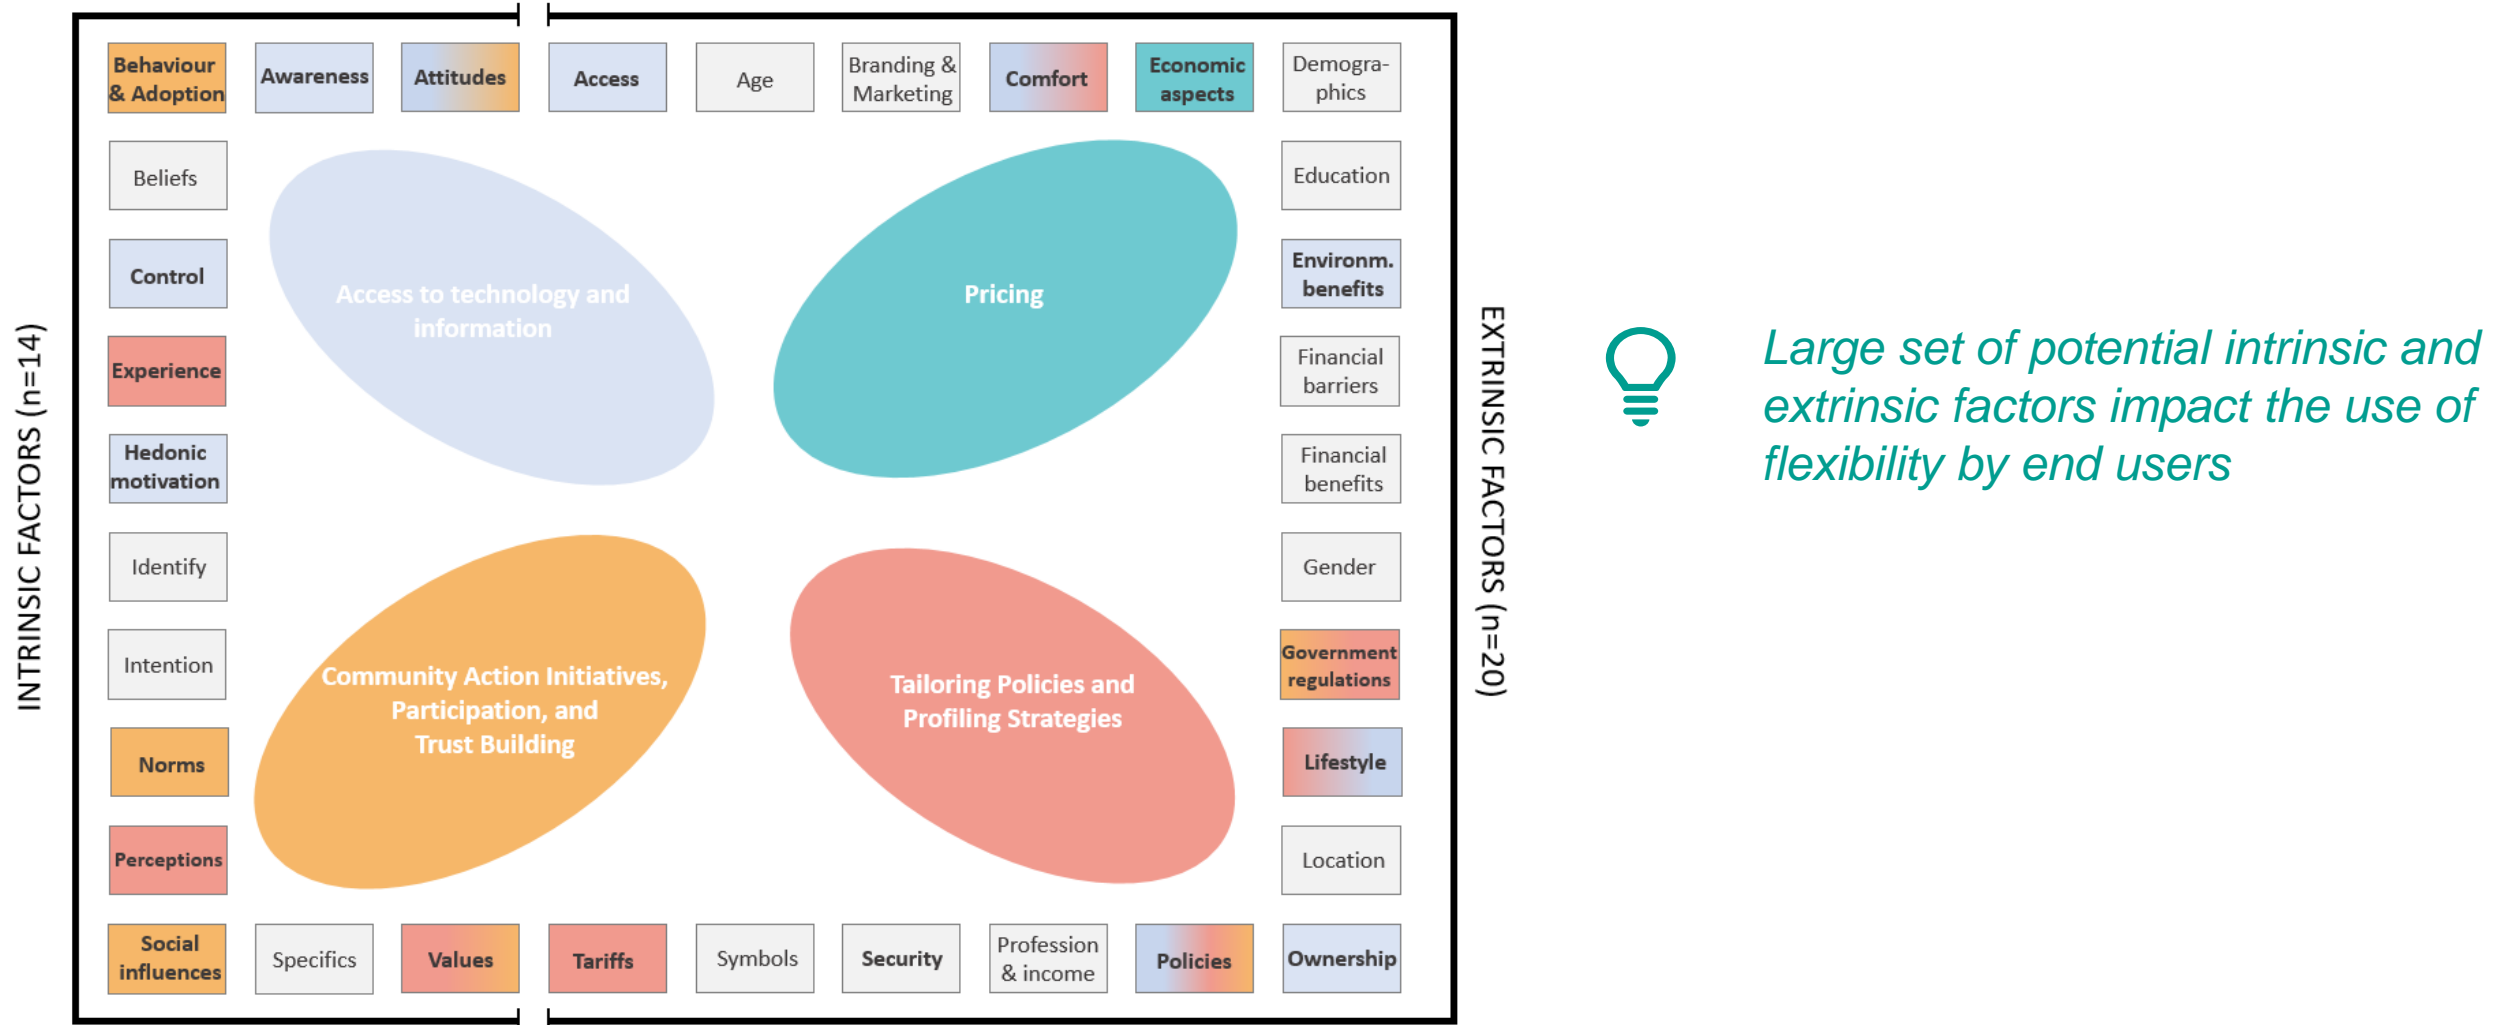 Behaviour
& Adoption
Awareness
Attitudes
Access
Age
Branding &
Marketing
Comfort
Economic
aspects
Demogra-
phics
Beliefs
Education
Control
Environm.
benefits
Access to technology and
information
Pricing
INTRINSIC FACTORS (n=14)
EXTRINSIC FACTORS (n=20)
Experience
Financial
barriers
Hedonic
motivation
Financial
benefits
Identify
Gender
Intention
Government
regulations
Community Action Initiatives,
Participation, and
Trust Building
Tailoring Policies and
Profiling Strategies
Norms
Lifestyle
Perceptions
Location
Social
influences
Specifics
Values
Tariffs
Symbols
Security
Profession
& income
Policies
Ownership
Large set of potential intrinsic and
extrinsic factors impact the use of
flexibility by end users